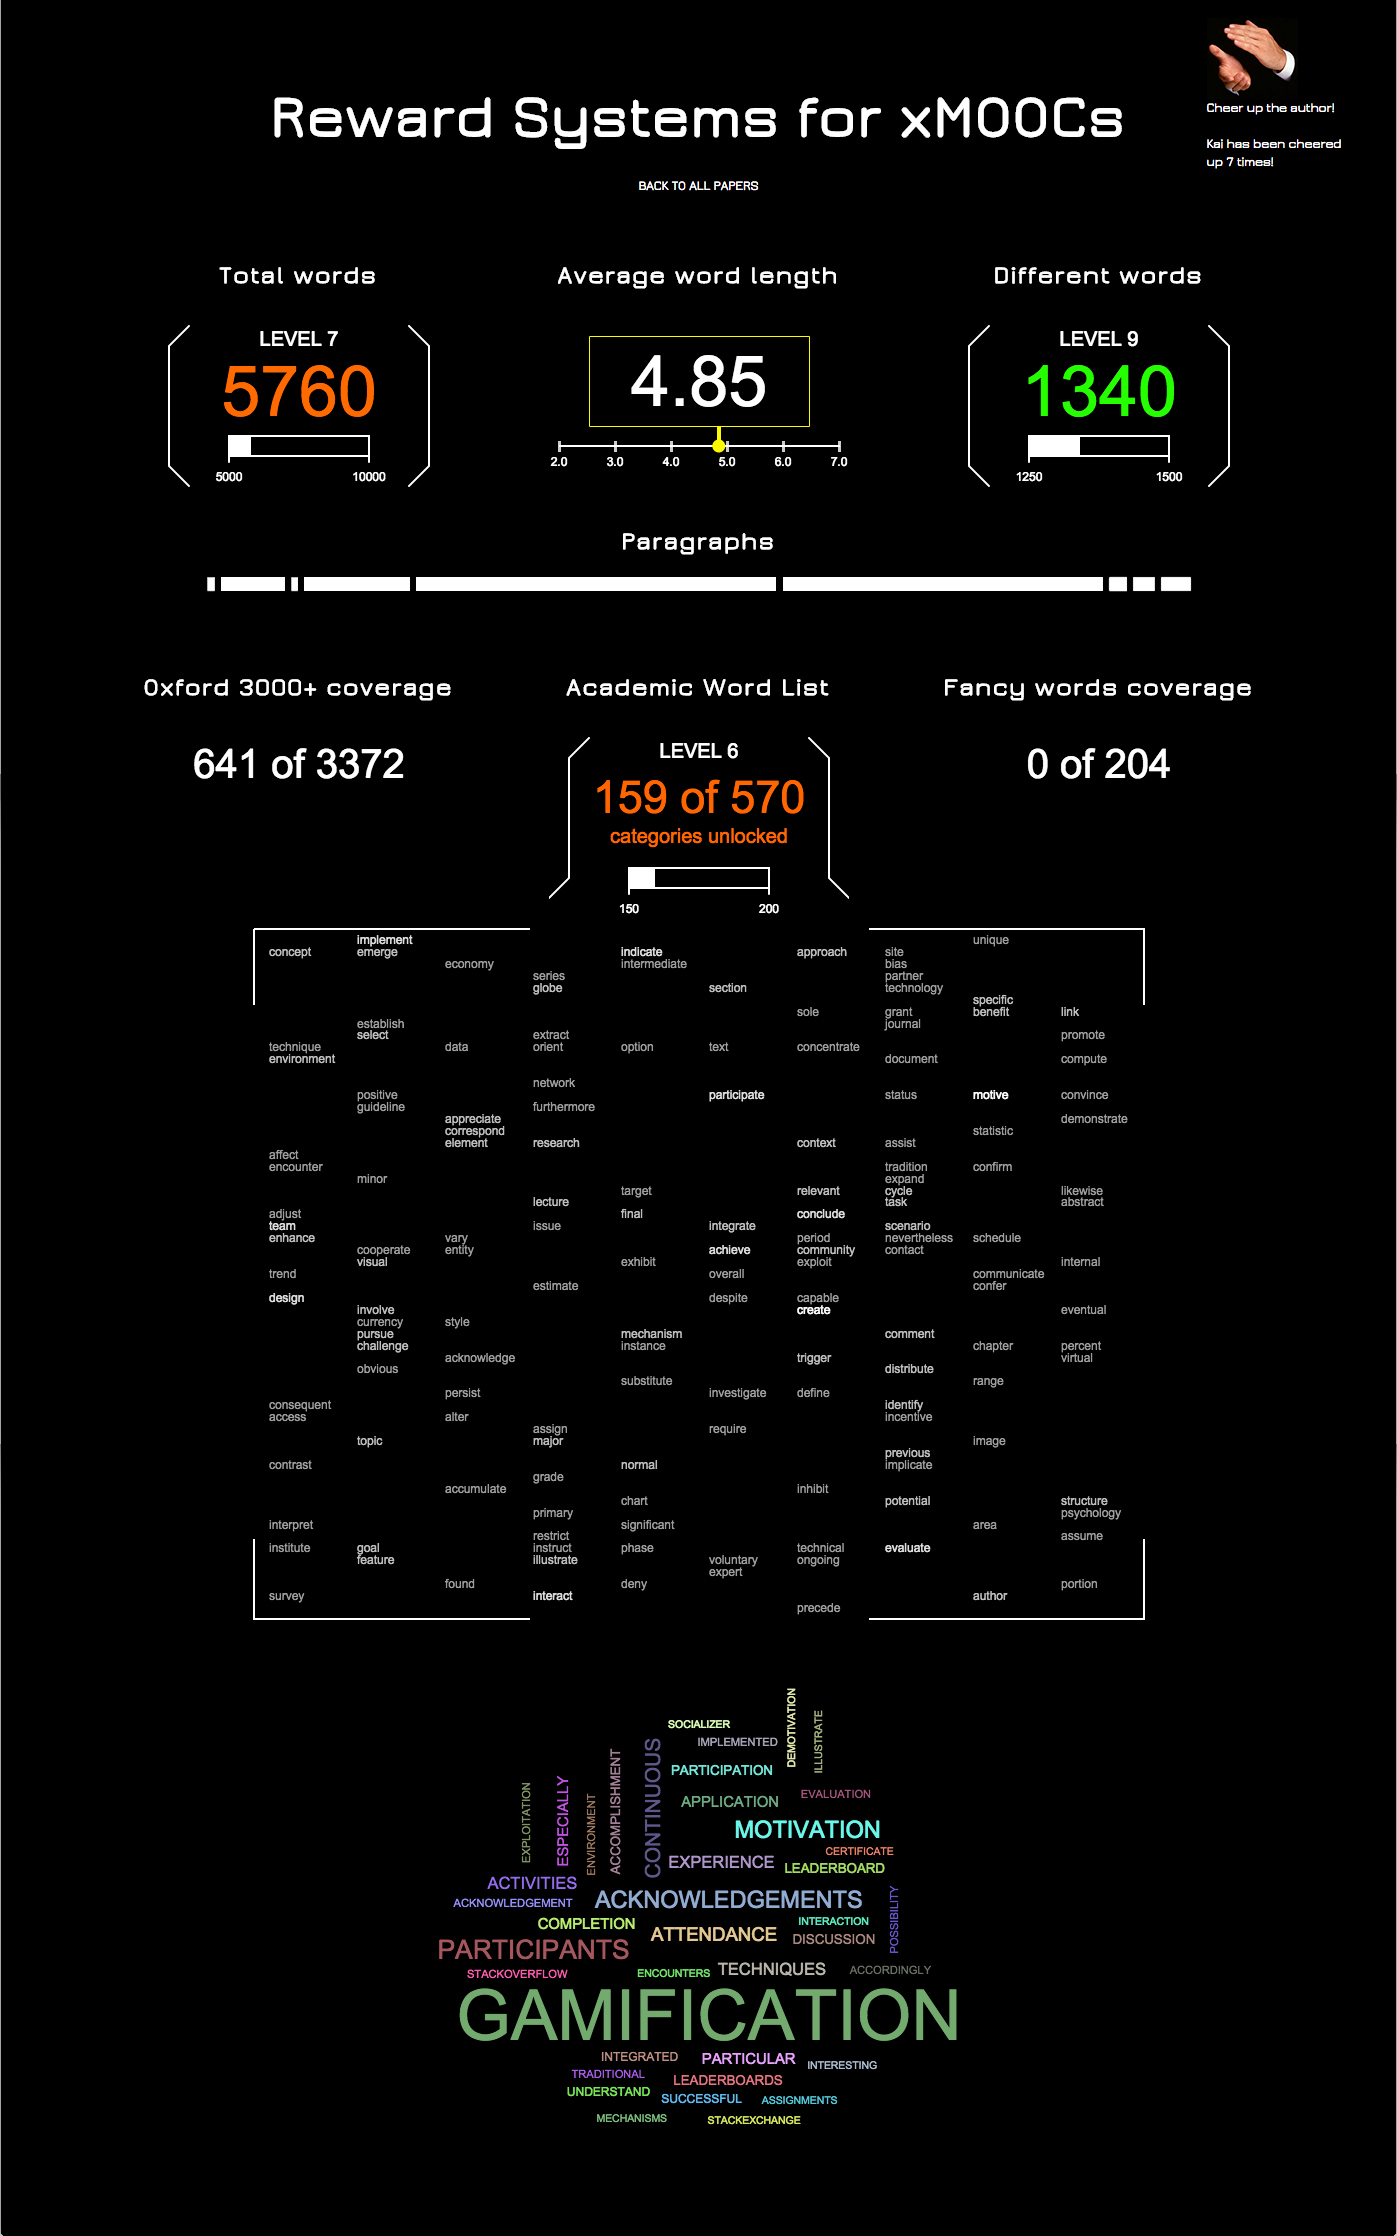 Cheer up the author!
Kai has been cheered
up 7 times!
Reward Systems for xMOOCs
BACK TO ALL PAPERS
Total words
LEVEL 7
5760
5000 10000
Average word length
4.85
2.0 3.0 4.0 5.0 6.0 7.0
Different words
LEVEL 9
1340
1250 1500
Paragraphs
Oxford 3000+ coverage
641 of 3372
Academic Word List
LEVEL 6
159 of 570
categories unlocked
150 200
Fancy words coverage
0 of 204
implement unique
concept emerge indicate approach site
economy intermediate bias
series partner
globe section technology
specific
sole grant benefit link
establish journal
select extract promote
technique data orient option text concentrate
environment document compute
network
positive participate status motive convince
guideline furthermore
appreciate demonstrate
correspond statistic
element research context assist
affect
encounter tradition confirm
minor expand
target relevant cycle likewise
lecture task abstract
adjust final conclude
team issue integrate scenario
enhance vary period nevertheless schedule
cooperate entity achieve community contact
visual exhibit exploit internal
trend overall communicate
estimate confer
design despite capable
involve create eventual
currency style
pursue mechanism comment
challenge instance chapter percent
acknowledge trigger virtual
obvious distribute
substitute range
persist investigate define
consequent identify
access alter incentive
assign require
topic major image
previous
contrast normal implicate
grade
accumulate inhibit
chart potential structure
primary psychology
interpret significant area
restrict assume
institute goal instruct phase technical evaluate
feature illustrate voluntary ongoing
expert
found deny portion
survey interact author
precede
SOCIALIZER
IMPLEMENTED
DEMOTIVATION
ILLUSTRATE
PARTICIPATION
EVALUATION
APPLICATION
MOTIVATION
EXPLOITATION
ESPECIALLY
ENVIRONMENT
ACCOMPLISHMENT
CONTINUOUS
CERTIFICATE
EXPERIENCE
LEADERBOARD
ACTIVITIES
ACKNOWLEDGEMENT
ACKNOWLEDGEMENTS
POSSIBILITY
COMPLETION
INTERACTION
ATTENDANCE
DISCUSSION
PARTICIPANTS
STACKOVERFLOW
ENCOUNTERS
TECHNIQUES
ACCORDINGLY
GAMIFICATION
INTEGRATED
PARTICULAR
INTERESTING
TRADITIONAL
LEADERBOARDS
UNDERSTAND
SUCCESSFUL
ASSIGNMENTS
MECHANISMS
STACKEXCHANGE